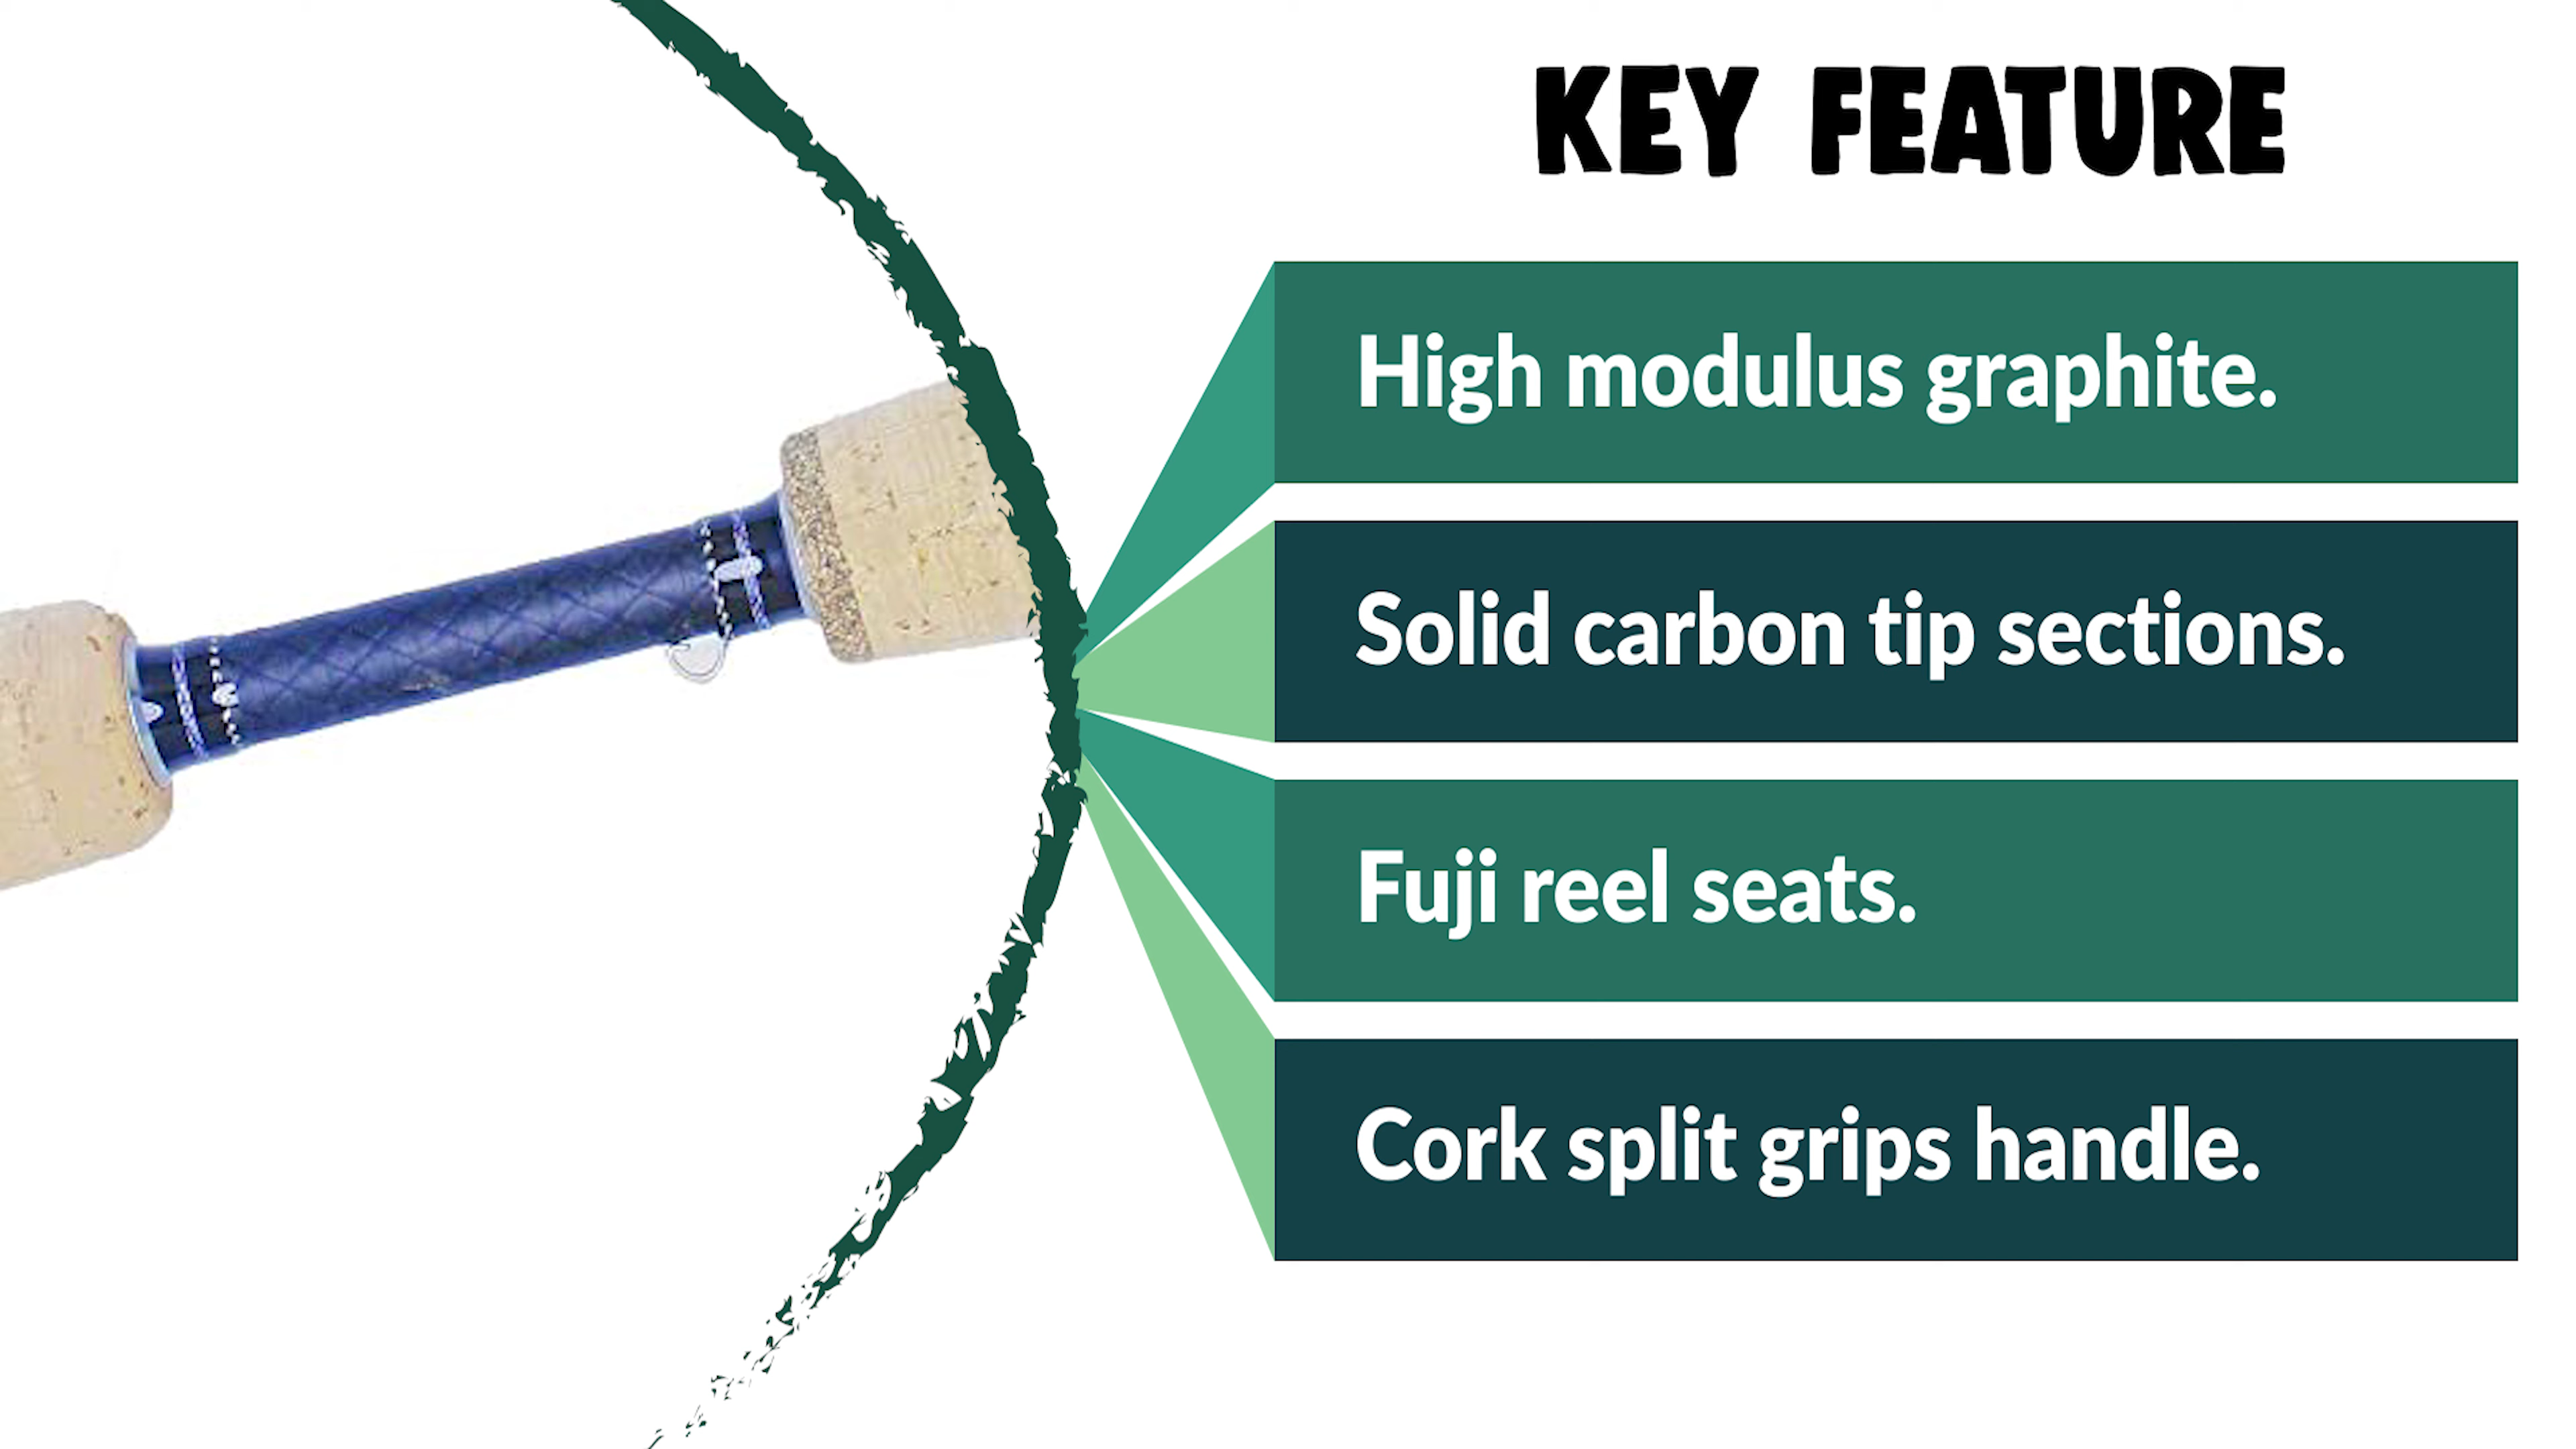 KEY FEATURE
High modulus graphite.
Solid carbon tip sections.
Fuji reel seats.
Cork split grips handle.